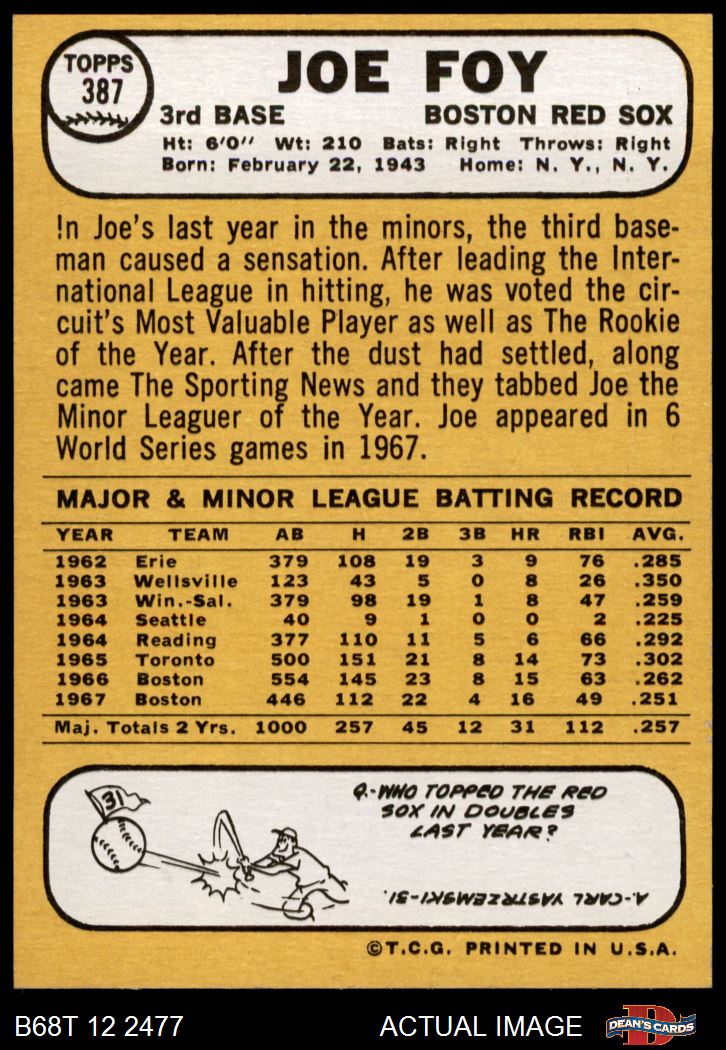 TOPPS
387
JOE FOY
3rd BASE BOSTON RED SOX
Ht: 6'0" Wt: 210 Bats: Right Throws: Right
Born: February 22, 1943 Home: N. Y., N. Y.
In Joe's last year in the minors, the third base-
man caused a sensation. After leading the Inter-
national League in hitting, he was voted the cir-
cuit's Most Valuable Player as well as The Rookie
of the Year. After the dust had settled, along
came The Sporting News and they tabbed Joe the
Minor Leaguer of the Year. Joe appeared in 6
World Series games in 1967.
MAJOR & MINOR LEAGUE BATTING RECORD
YEAR TEAM AB H 2B 3B HR RBI AVG.
1962 Erie 379 108 19 3 9 76 .285
1963 Wellsville 123 43 5 0 8 26 .350
1963 Win.-Sal. 379 98 19 1 8 47 .259
1964 Seattle 40 9 1 0 0 2 .225
1964 Reading 377 110 11 5 6 66 .292
1965 Toronto 500 151 21 8 14 73 .302
1966 Boston 554 145 23 8 15 63 .262
1967 Boston 446 112 22 4 16 49 .251
Maj. Totals 2 Yrs. 1000 257 45 12 31 112 .257
31
Q.-WHO TOPPED THE RED
SOX IN DOUBLES
LAST YEAR?
A-CARL YASTRZEMSKI-31.
©T.C.G. PRINTED IN U.S.A.
B68T 12 2477 ACTUAL IMAGE
D
DEAN'S CARDS